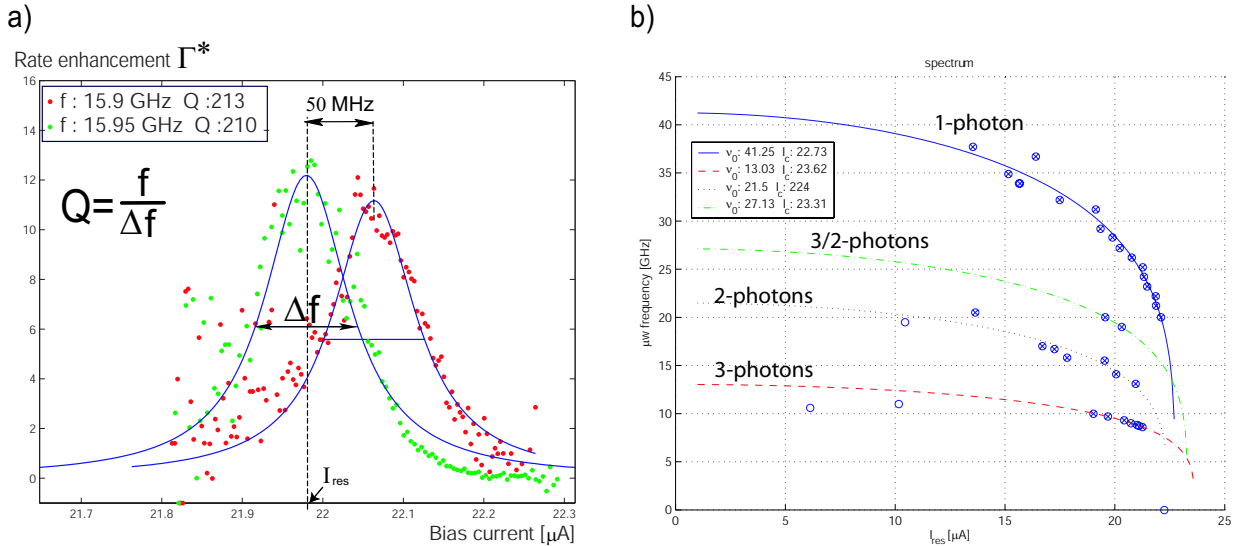 a)
Rate enhancement Γ*
16
14
12
10
8
6
4
2
0
f : 15.9 GHz Q :213
f : 15.95 GHz Q :210
50 MHz
Q= f/Δf
Δf
I res
21.7
21.8
21.9
22
22.1
22.2
22.3
Bias current [μA]
b)
spectrum
45
40
35
30
25
20
15
10
5
0
μw frequency [GHz]
1-photon
ν0: 41.25 Ic: 22.73
ν0: 13.03 Ic: 23.62
ν0: 21.5 Ic: 224
ν0: 27.13 Ic: 23.31
3/2-photons
2-photons
3-photons
0
5
10
15
20
25
Ires [μA]